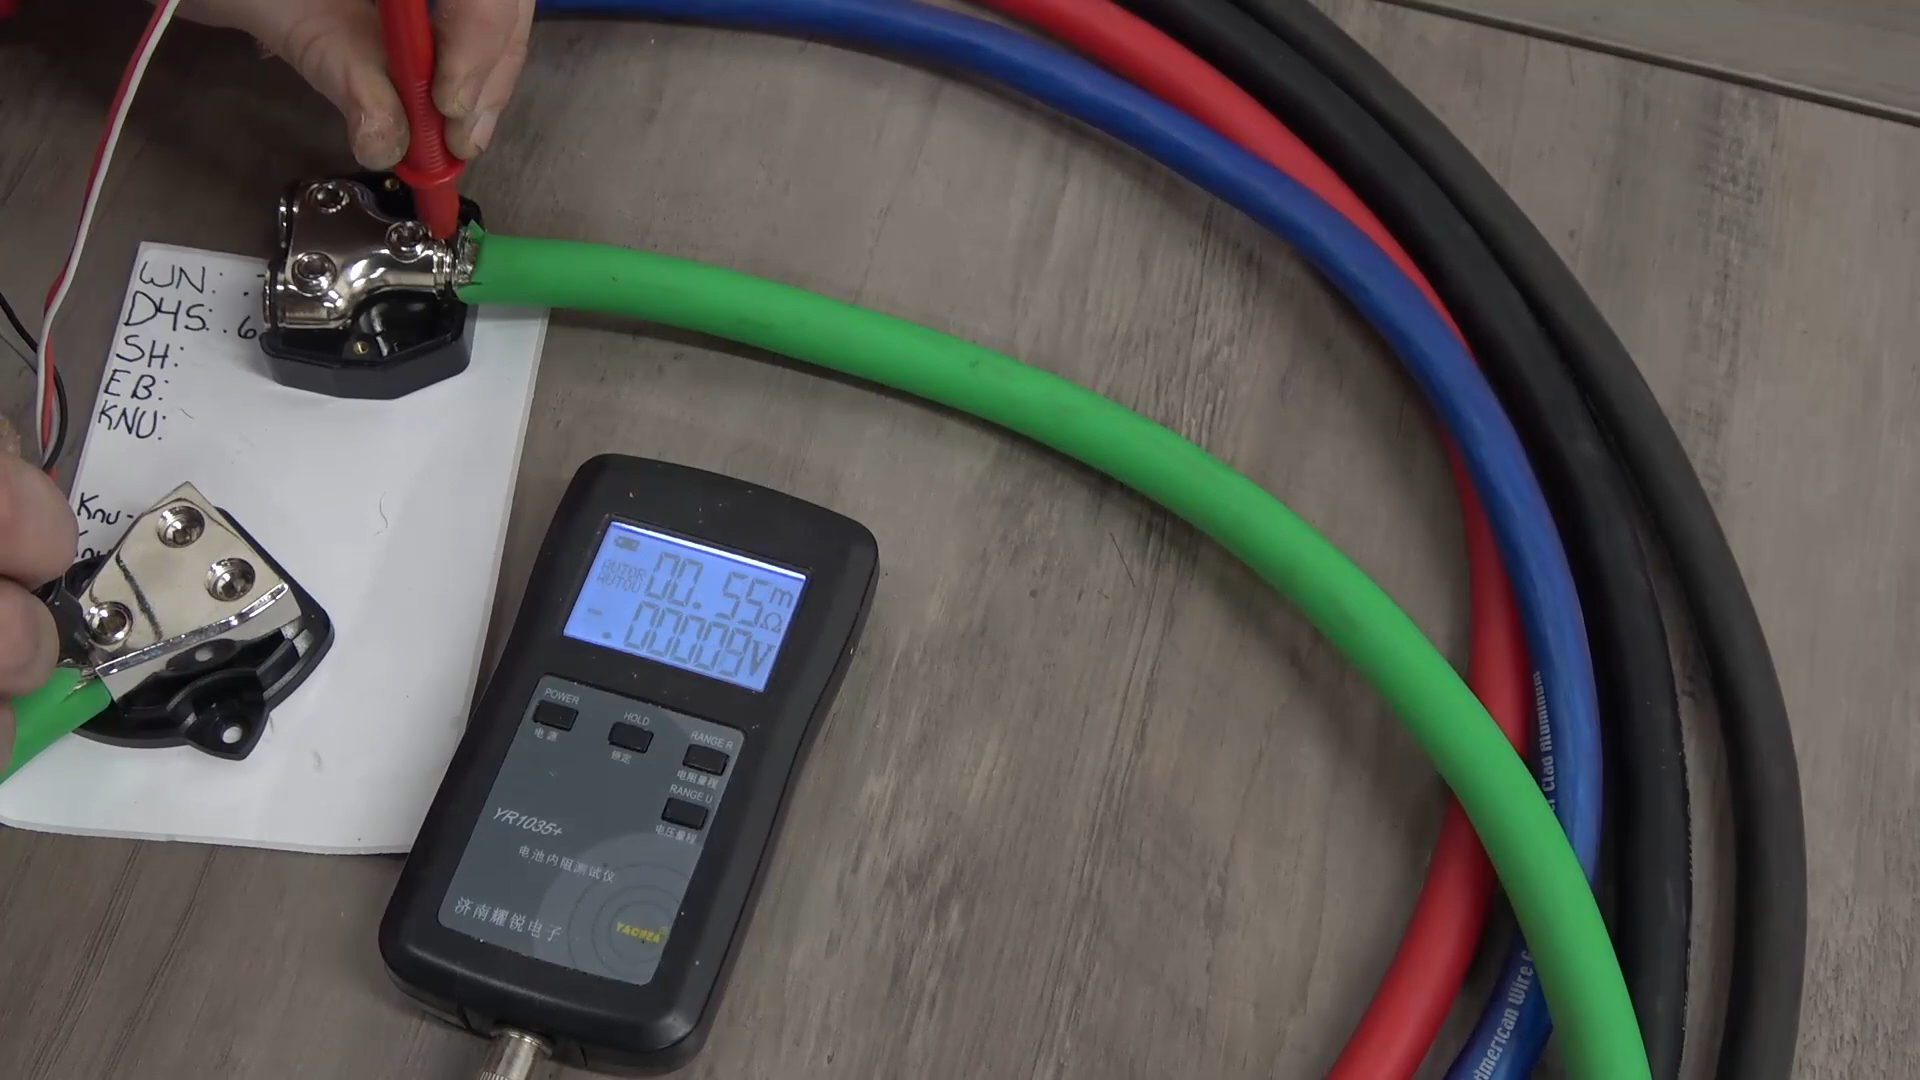 WN:
D4S: .6
SH:
EB:
KNU:
Knu-
AUTOR
AUTOU
00.55mΩ
-.00009V
POWER
电源
HOLD
锁定
RANGE R
电阻量程
RANGE U
电压量程
YR1035+
电池内阻测试仪
济南耀锐电子
Clad Aluminum
American Wire